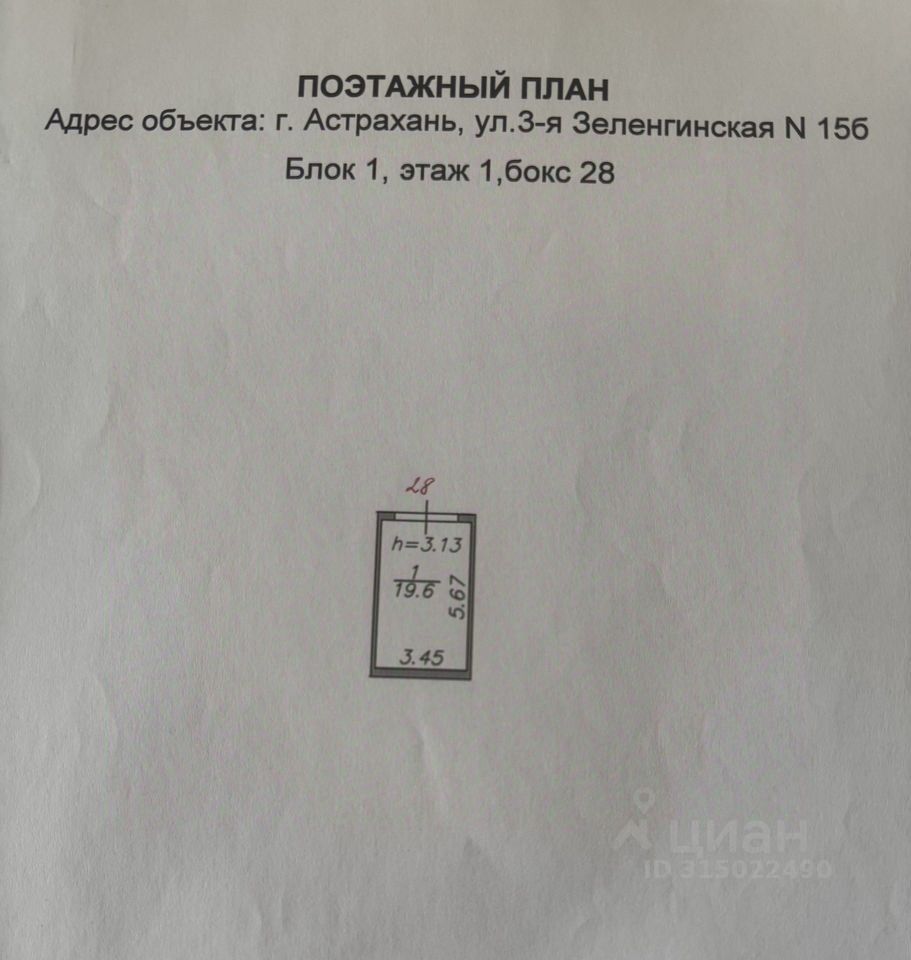 ПОЭТАЖНЫЙ ПЛАН
Адрес объекта: г. Астрахань, ул.3-я Зеленгинская N 15б
Блок 1, этаж 1,бокс 28
28
h=3.13
1
19.6
5.67
3.45
циан
ID 315022490